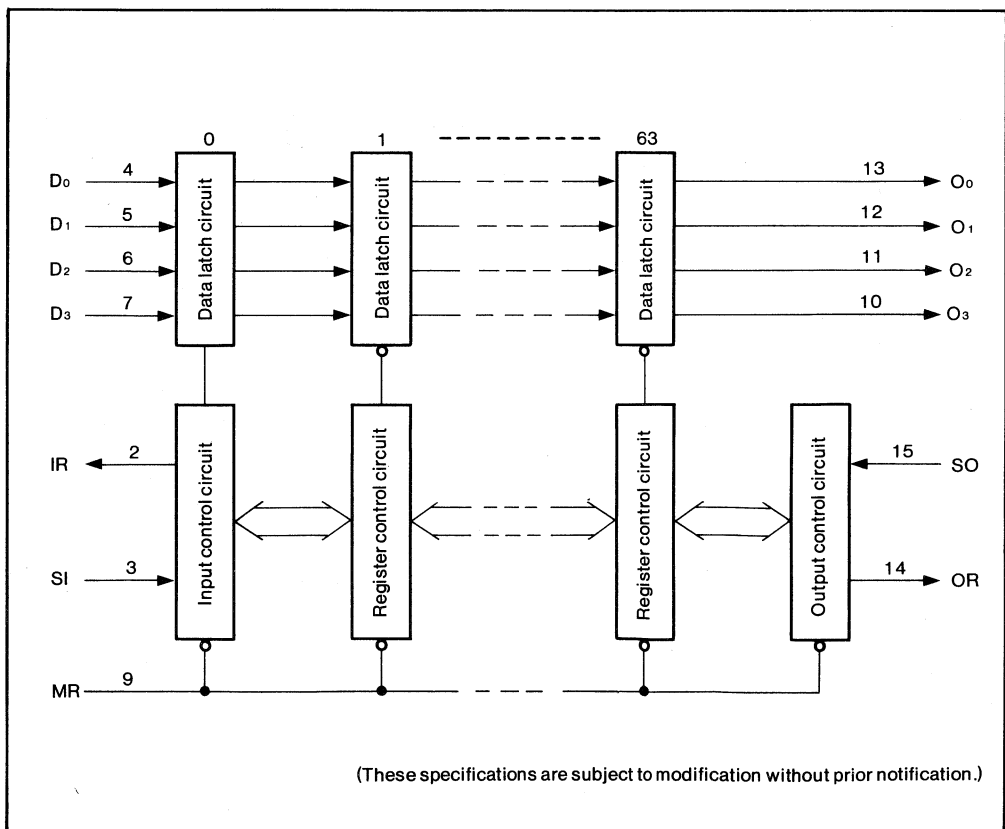 0 1 63
D0 4 Data latch circuit Data latch circuit Data latch circuit 13 O0
D1 5 12 O1
D2 6 11 O2
D3 7 10 O3
IR 2 Input control circuit Register control circuit Register control circuit Output control circuit 15 SO
SI 3 14 OR
MR 9
(These specifications are subject to modification without prior notification.)